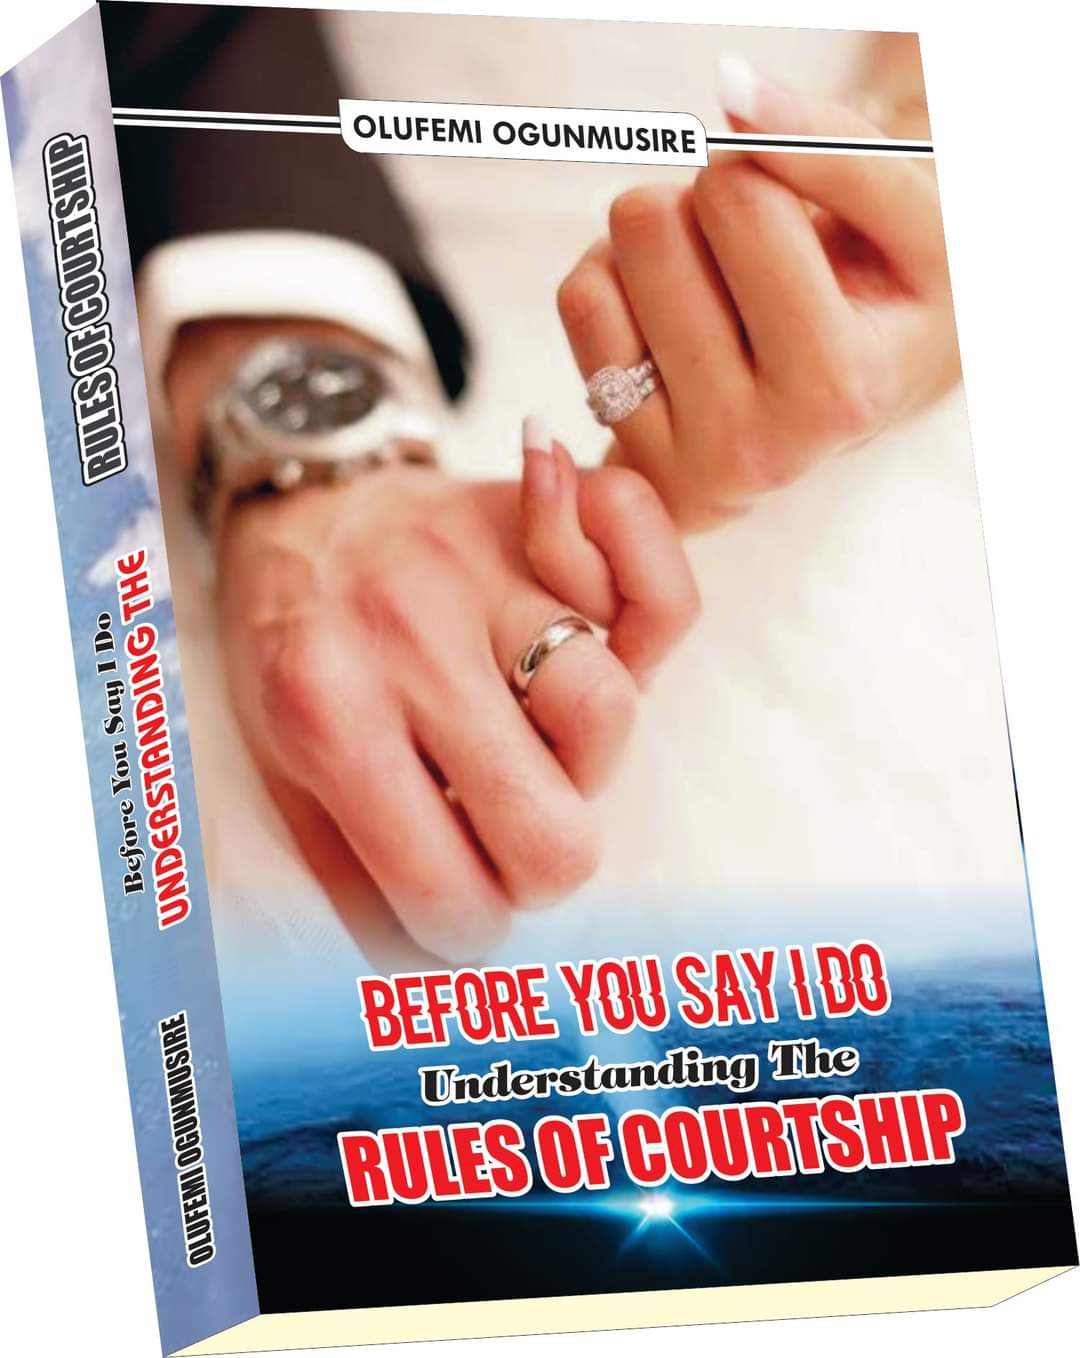 OLUFEMI OGUNMUSIRE
BEFORE YOU SAY I DO
Understanding The
RULES OF COURTSHIP
Before You Say I Do
UNDERSTANDING THE
RULES OF COURTSHIP
OLUFEMI OGUNMUSIRE